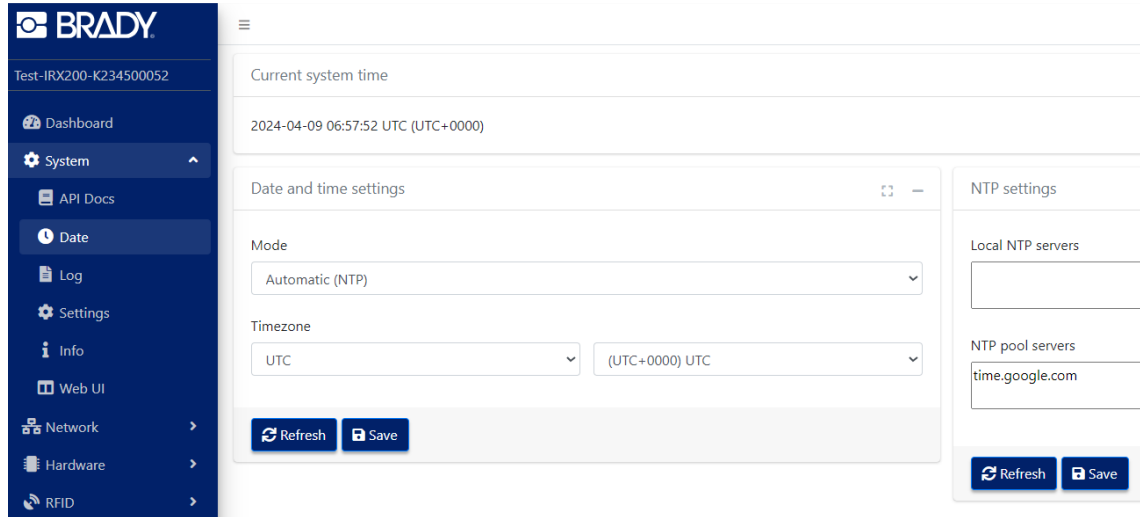 BRADY.
Test-IRX200-K234500052
Dashboard
System
API Docs
Date
Log
Settings
Info
Web UI
Network
Hardware
RFID
Current system time
2024-04-09 06:57:52 UTC (UTC+0000)
Date and time settings
Mode
Automatic (NTP)
Timezone
UTC
(UTC+0000) UTC
Refresh
Save
NTP settings
Local NTP servers
NTP pool servers
time.google.com
Refresh
Save